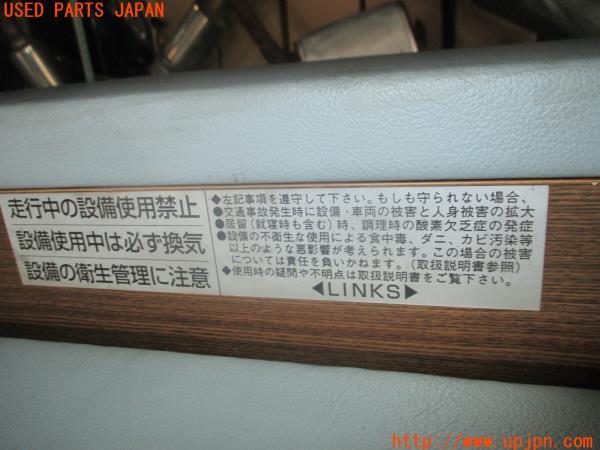 USED PARTS JAPAN
走行中の設備使用禁止
設備使用中は必ず換気
設備の衛生管理に注意
◆左記事項を遵守して下さい。もしも守られない場合、
●交通事故発生時に設備・車両の被害と人身被害の拡大
●居留(就寝時も含む)時、調理時の酸素欠乏症の発症
●設備の不衛生な使用による食中毒、ダニ、カビ汚染等
以上のような悪影響が考えられます。この場合の被害
については責任を負いかねます。(取扱説明書参照)
◆使用時の疑問や不明点は取扱説明書をご覧下さい。
◀LINKS▶
http://www.upjpn.com/